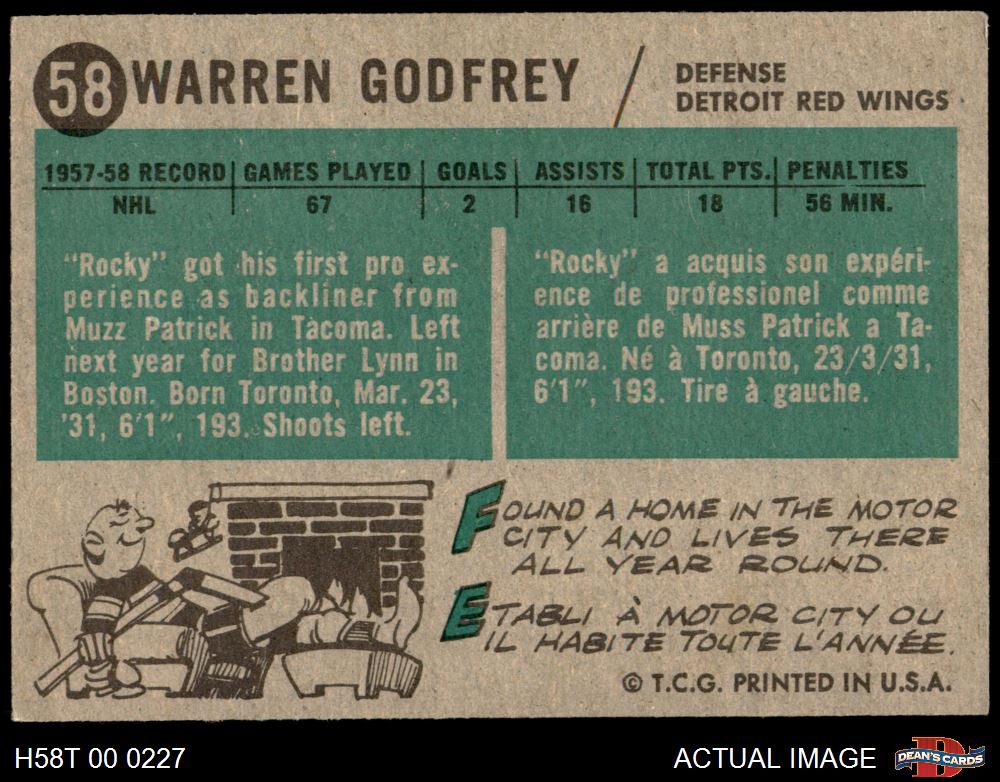 58 WARREN GODFREY / DEFENSE
DETROIT RED WINGS
1957-58 RECORD | GAMES PLAYED | GOALS | ASSISTS | TOTAL PTS. | PENALTIES
NHL | 67 | 2 | 16 | 18 | 56 MIN.
"Rocky" got his first pro ex-
perience as backliner from
Muzz Patrick in Tacoma. Left
next year for Brother Lynn in
Boston. Born Toronto, Mar. 23,
'31, 6'1", 193. Shoots left.
"Rocky" a acquis son expéri-
ence de professionel comme
arrière de Muss Patrick a Ta-
coma. Né à Toronto, 23/3/31,
6'1", 193. Tire à gauche.
FOUND A HOME IN THE MOTOR
CITY AND LIVES THERE
ALL YEAR ROUND.
ETABLI À MOTOR CITY OU
IL HABITE TOUTE L'ANNÉE.
© T.C.G. PRINTED IN U.S.A.
H58T 00 0227
ACTUAL IMAGE
D
DEAN'S CARDS